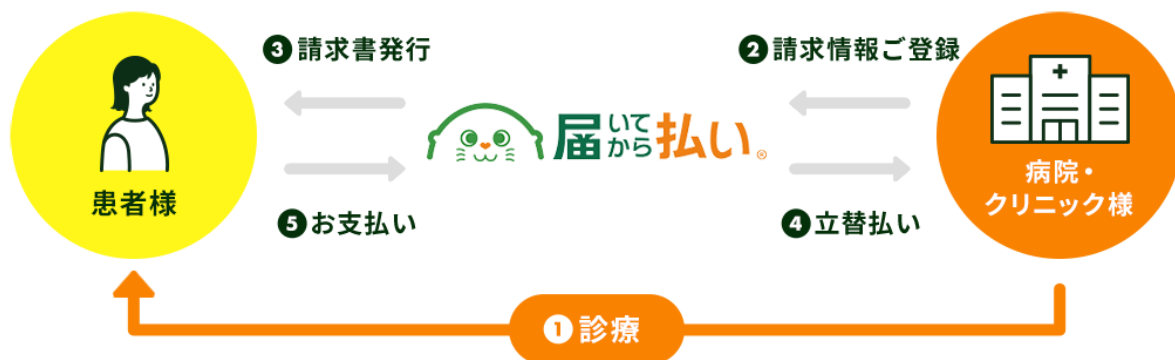 ❸請求書発行
❷請求情報ご登録
届いてから払い®
患者様
病院・
クリニック様
❺お支払い
❹立替払い
❶診療